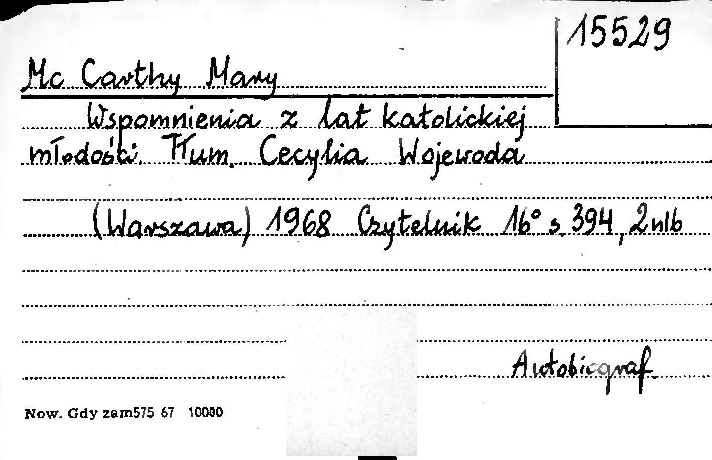 15529
Mc Carthy Mary
Wspomnienia z lat katolickiej
młodości. Tłum. Cecylia Wojewoda
(Warszawa) 1968 Czytelnik 16° s. 394, 2 nlb
Autobiograf.
Now. Gdy zam575 67 10000